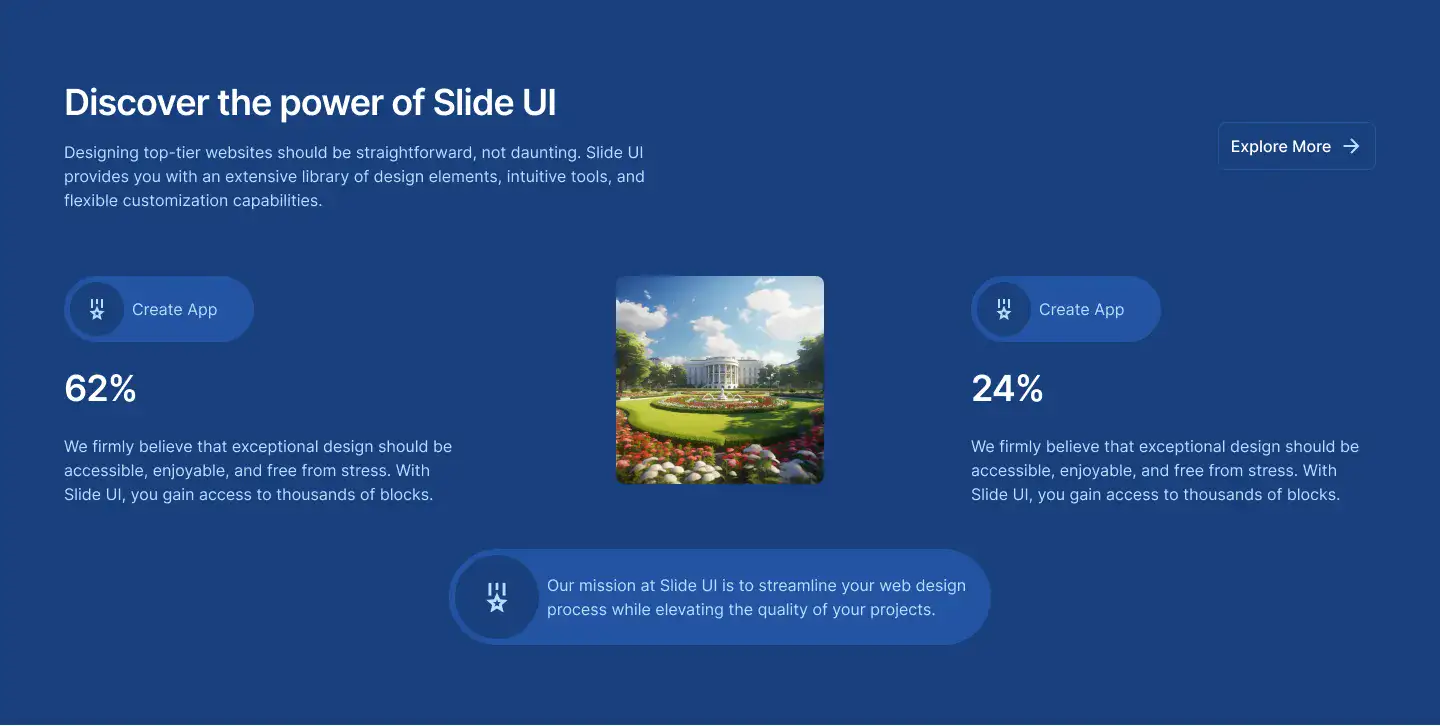 Discover the power of Slide UI
Designing top-tier websites should be straightforward, not daunting. Slide UI
provides you with an extensive library of design elements, intuitive tools, and
flexible customization capabilities.
Explore More
Create App
62%
We firmly believe that exceptional design should be
accessible, enjoyable, and free from stress. With
Slide UI, you gain access to thousands of blocks.
Create App
24%
We firmly believe that exceptional design should be
accessible, enjoyable, and free from stress. With
Slide UI, you gain access to thousands of blocks.
Our mission at Slide UI is to streamline your web design
process while elevating the quality of your projects.